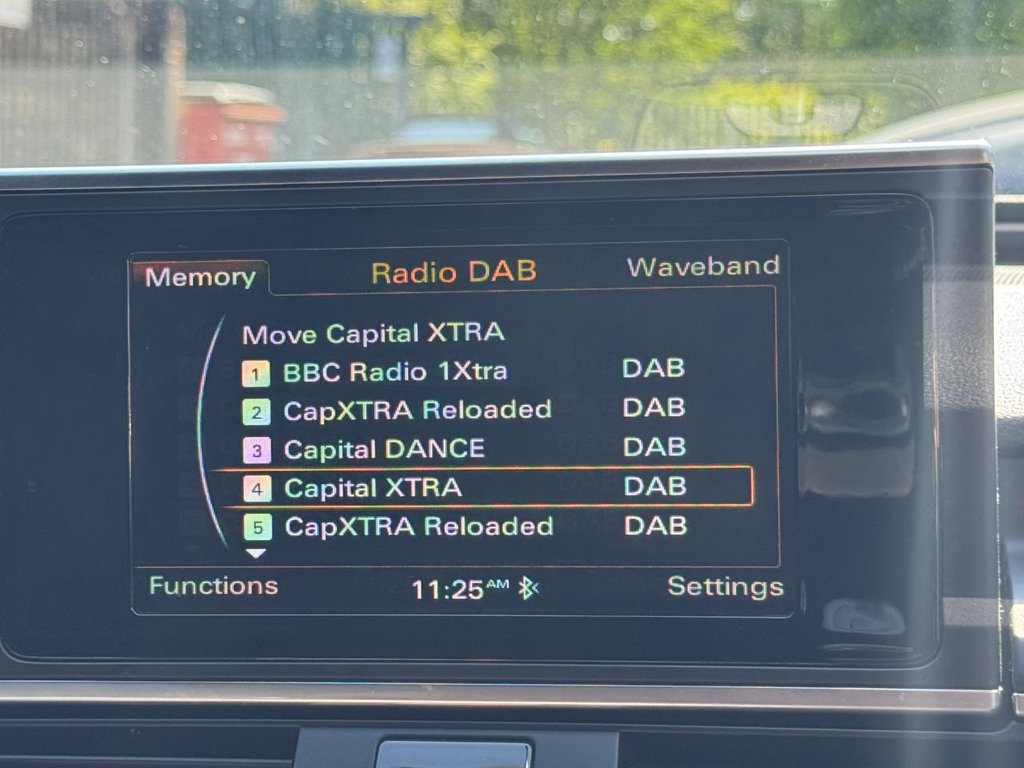 Memory Radio DAB Waveband
Move Capital XTRA
1 BBC Radio 1Xtra DAB
2 CapXTRA Reloaded DAB
3 Capital DANCE DAB
4 Capital XTRA DAB
5 CapXTRA Reloaded DAB
Functions 11:25AM Settings